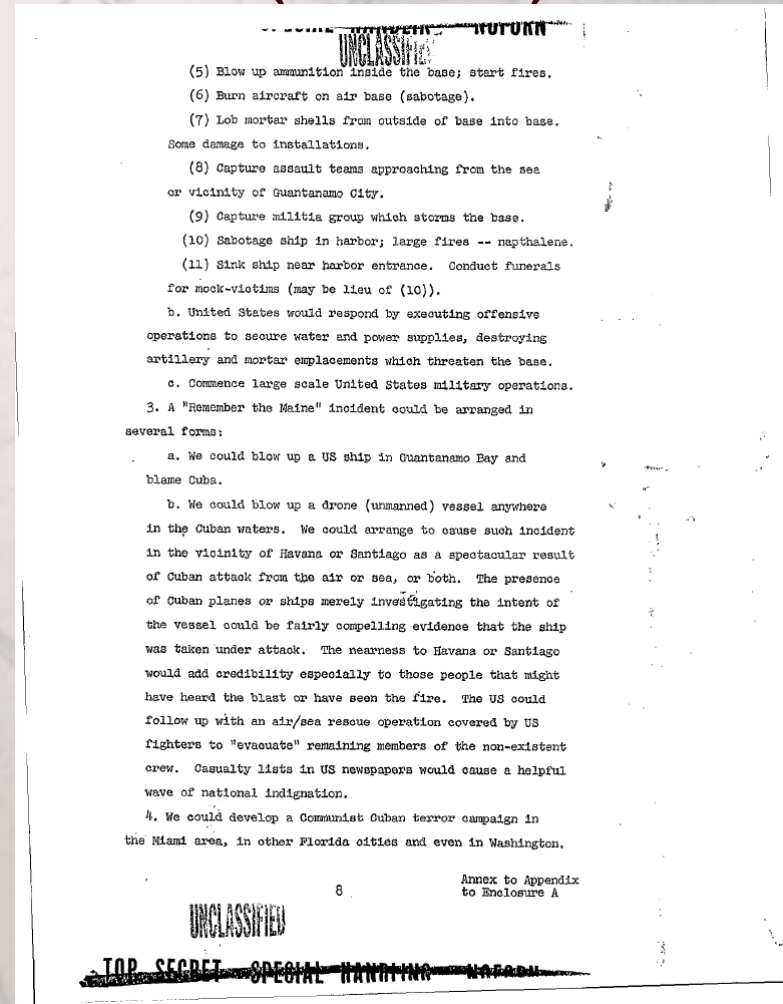 SPECIAL HANDLING NOFORN
UNCLASSIFIED
(5) Blow up ammunition inside the base; start fires.
(6) Burn aircraft on air base (sabotage).
(7) Lob mortar shells from outside of base into base.
Some damage to installations.
(8) Capture assault teams approaching from the sea
or vicinity of Guantanamo City.
(9) Capture militia group which storms the base.
(10) Sabotage ship in harbor; large fires -- napthalene.
(11) Sink ship near harbor entrance. Conduct funerals
for mock-victims (may be lieu of (10)).
b. United States would respond by executing offensive
operations to secure water and power supplies, destroying
artillery and mortar emplacements which threaten the base.
c. Commence large scale United States military operations.
3. A "Remember the Maine" incident could be arranged in
several forms:
a. We could blow up a US ship in Guantanamo Bay and
blame Cuba.
b. We could blow up a drone (unmanned) vessel anywhere
in the Cuban waters. We could arrange to cause such incident
in the vicinity of Havana or Santiago as a spectacular result
of Cuban attack from the air or sea, or both. The presence
of Cuban planes or ships merely investigating the intent of
the vessel could be fairly compelling evidence that the ship
was taken under attack. The nearness to Havana or Santiago
would add credibility especially to those people that might
have heard the blast or have seen the fire. The US could
follow up with an air/sea rescue operation covered by US
fighters to "evacuate" remaining members of the non-existent
crew. Casualty lists in US newspapers would cause a helpful
wave of national indignation.
4. We could develop a Communist Cuban terror campaign in
the Miami area, in other Florida cities and even in Washington.
8
Annex to Appendix
to Enclosure A
UNCLASSIFIED
TOP SECRET SPECIAL HANDLING NOFORN